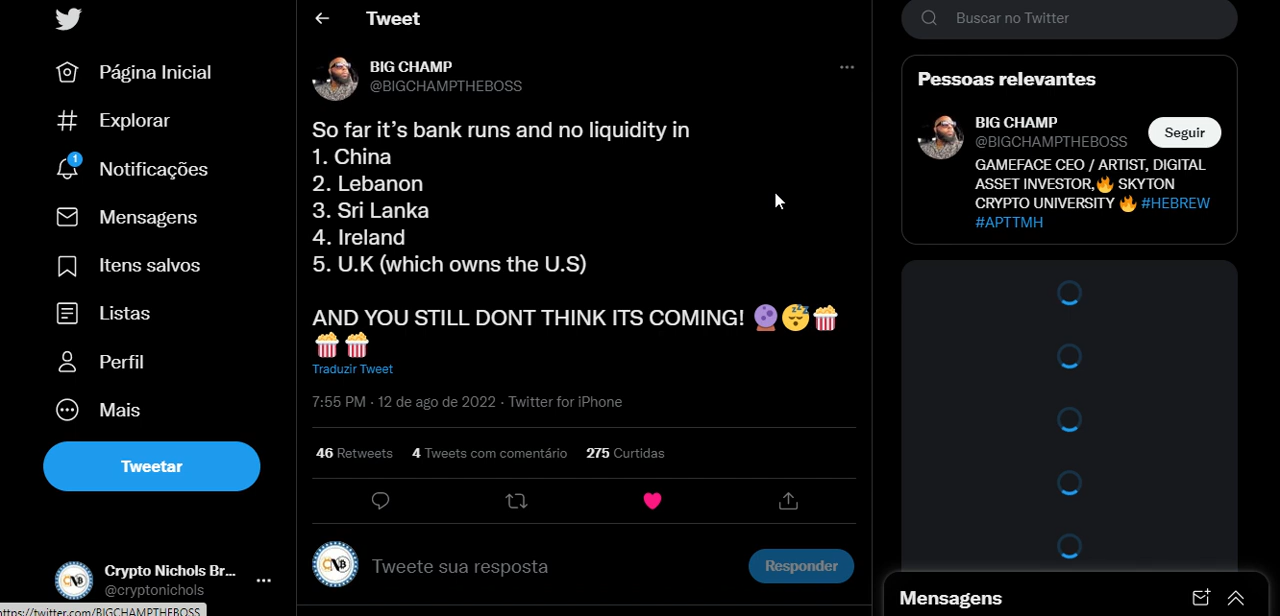 Tweet
Buscar no Twitter
Página Inicial
Explorar
1
Notificações
Mensagens
Itens salvos
Listas
Perfil
Mais
Tweetar
Crypto Nichols Br...
@cryptonichols
https://twitter.com/BIGCHAMPTHEBOSS
BIG CHAMP
@BIGCHAMPTHEBOSS
So far it’s bank runs and no liquidity in
1. China
2. Lebanon
3. Sri Lanka
4. Ireland
5. U.K (which owns the U.S)
AND YOU STILL DONT THINK ITS COMING! 🔮😴🍿
🍿🍿
Traduzir Tweet
7:55 PM · 12 de ago de 2022 · Twitter for iPhone
46 Retweets 4 Tweets com comentário 275 Curtidas
Tweete sua resposta
Responder
Pessoas relevantes
BIG CHAMP
@BIGCHAMPTHEBOSS
Seguir
GAMEFACE CEO / ARTIST, DIGITAL
ASSET INVESTOR,🔥 SKYTON
CRYPTO UNIVERSITY 🔥 #HEBREW
#APTTMH
Mensagens